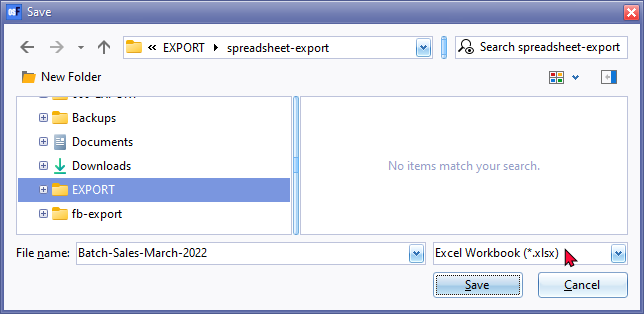 Save
« EXPORT spreadsheet-export Search spreadsheet-export
New Folder
Backups
Documents
Downloads
EXPORT
fb-export
No items match your search.
File name: Batch-Sales-March-2022 Excel Workbook (*.xlsx)
Save Cancel